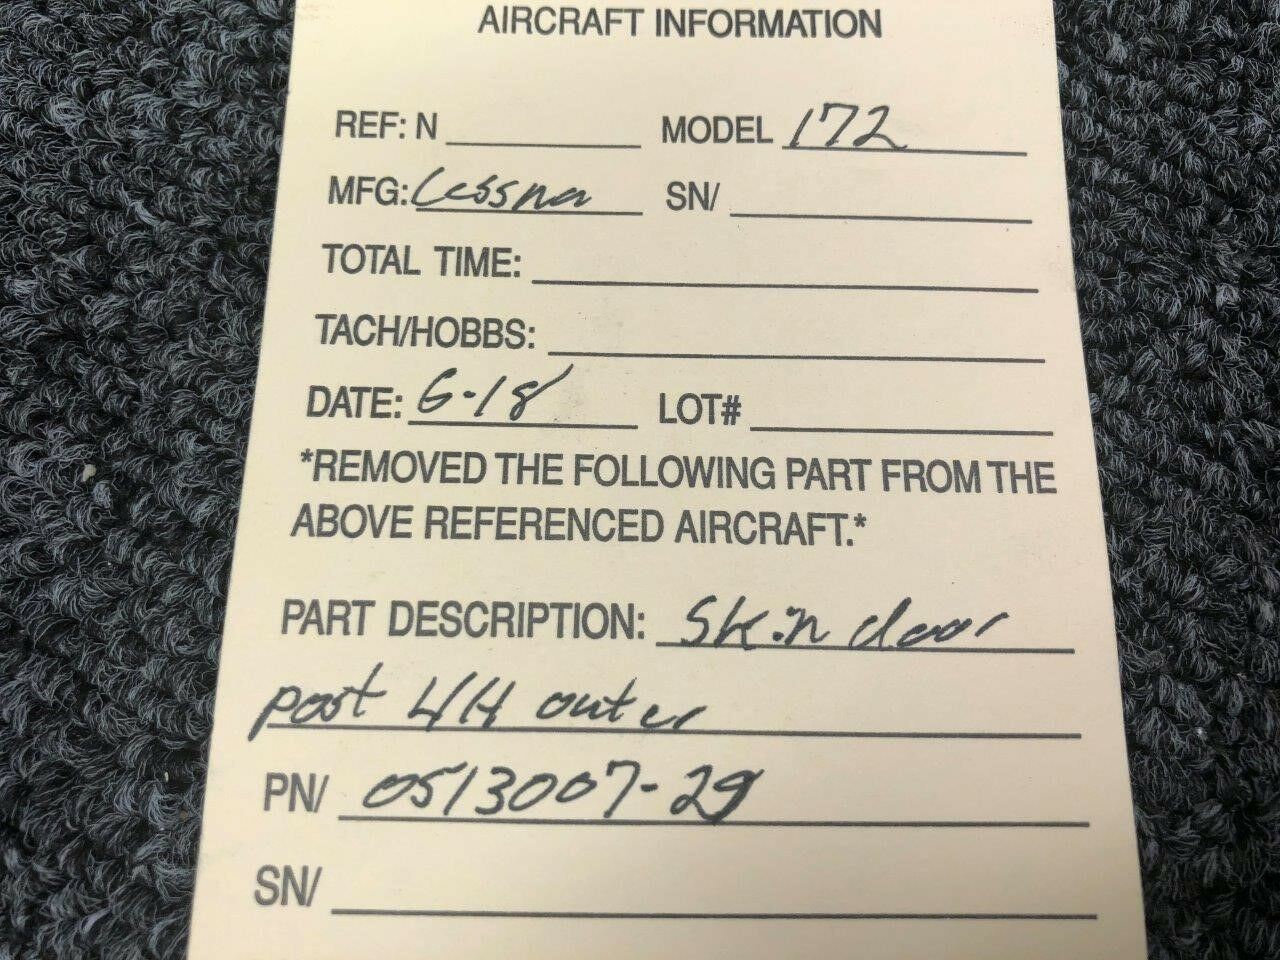 AIRCRAFT INFORMATION
REF: N MODEL 172
MFG: Cessna SN/
TOTAL TIME:
TACH/HOBBS:
DATE: 6-18 LOT#
*REMOVED THE FOLLOWING PART FROM THE
ABOVE REFERENCED AIRCRAFT.*
PART DESCRIPTION: Skin door
post LH outer
PN/ 0513007-29
SN/